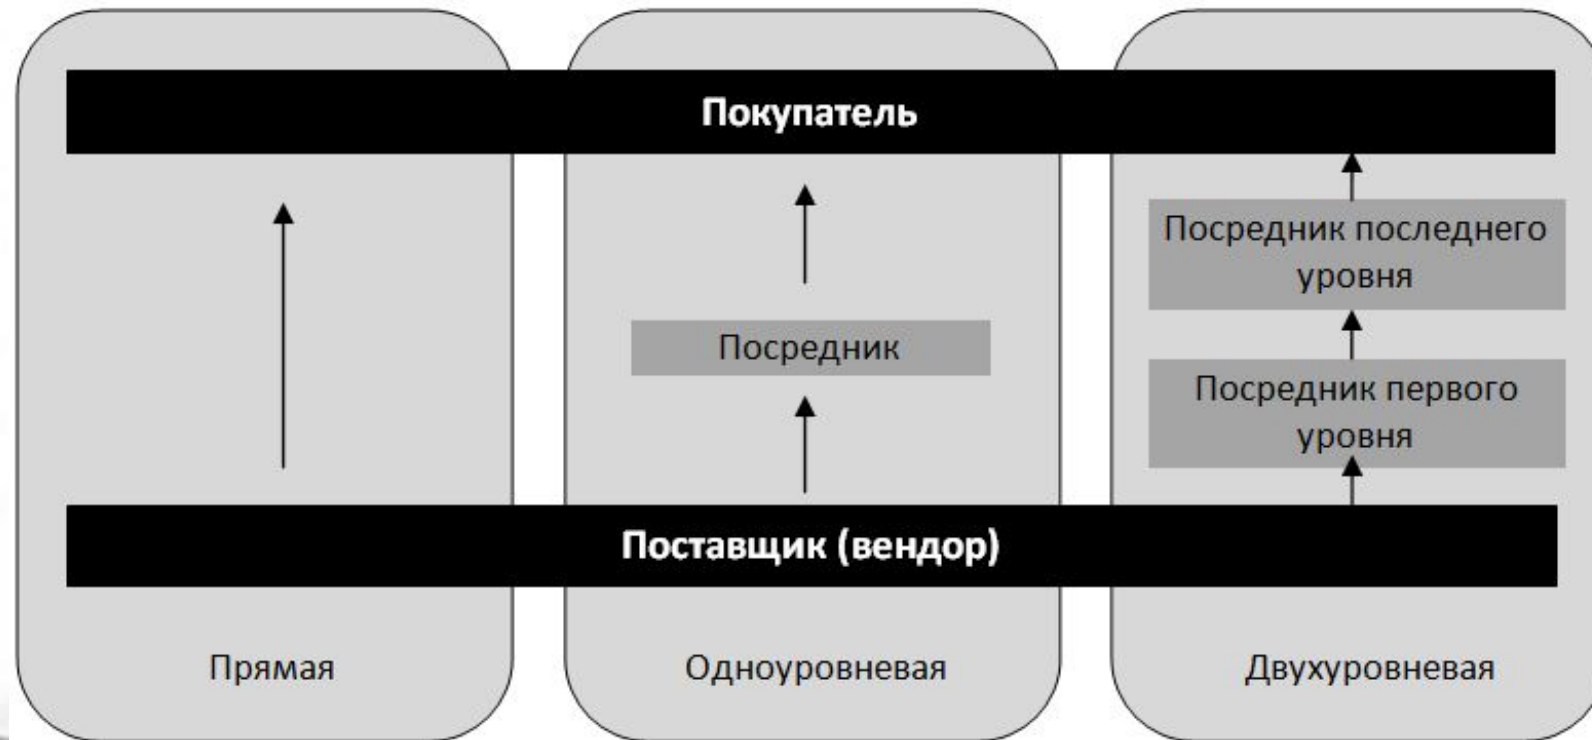 Покупатель
Посредник последнего
уровня
Посредник
Посредник первого
уровня
Поставщик (вендор)
Прямая
Одноуровневая
Двухуровневая